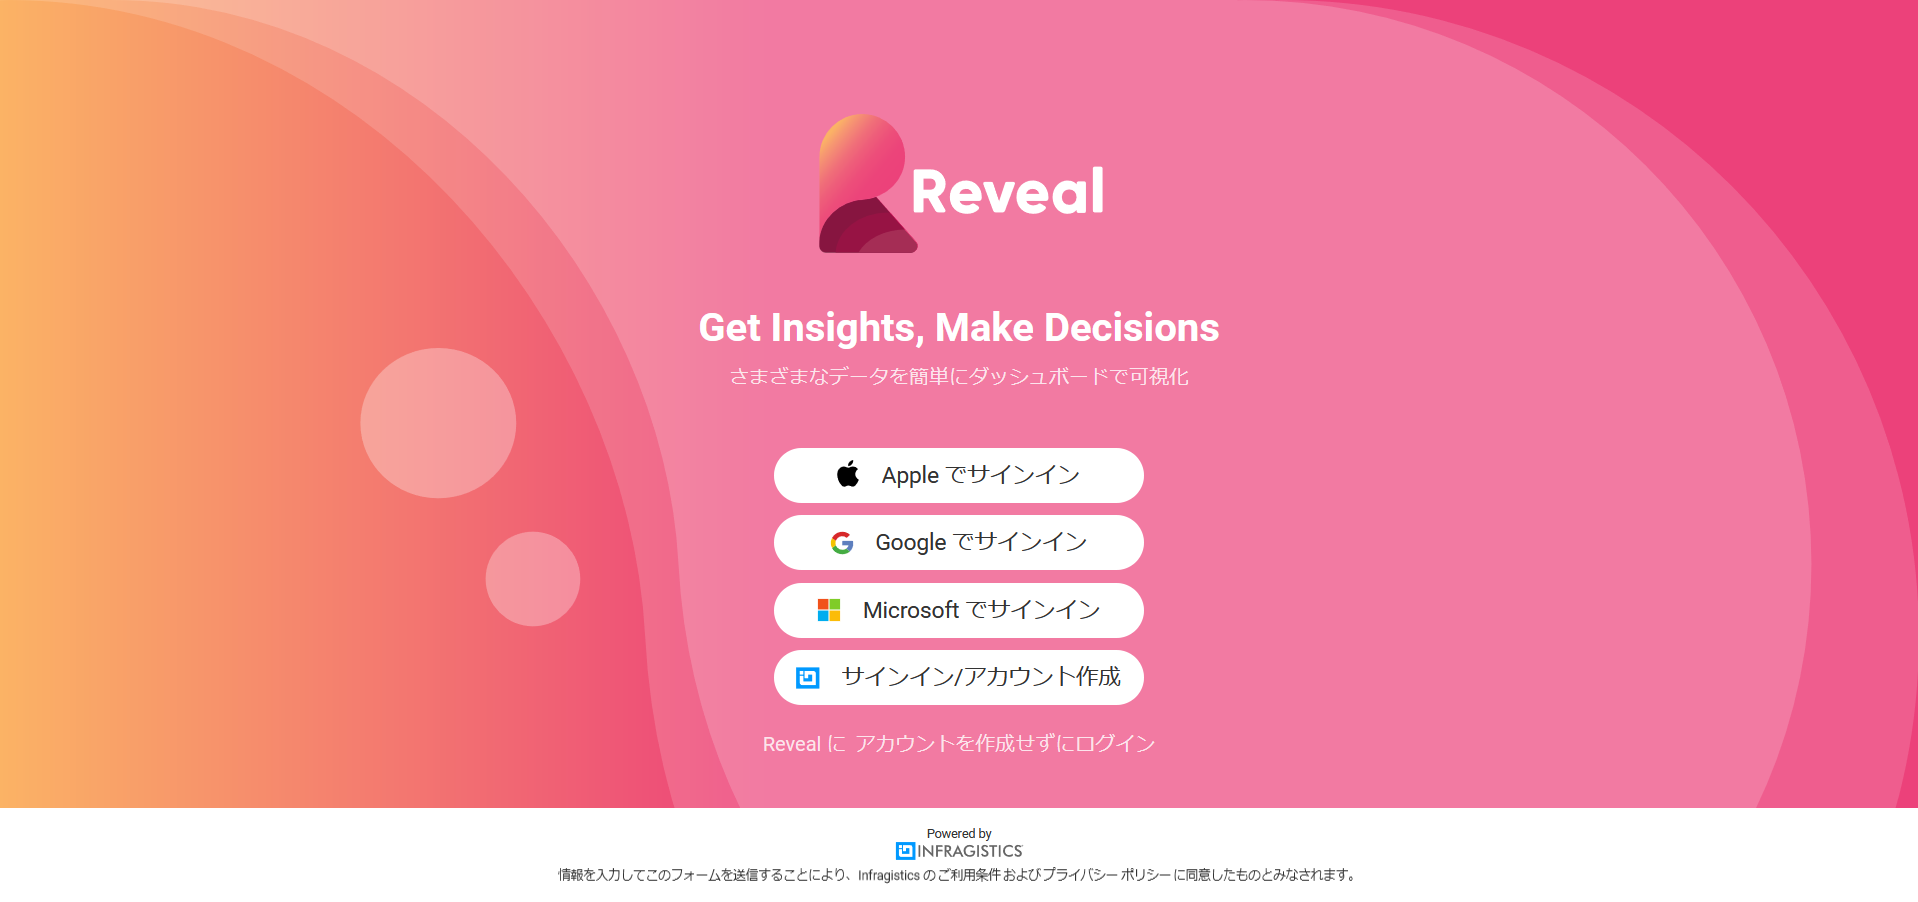 Reveal
Get Insights, Make Decisions
さまざまなデータを簡単にダッシュボードで可視化
Apple でサインイン
Google でサインイン
Microsoft でサインイン
サインイン/アカウント作成
Reveal に アカウントを作成せずにログイン
Powered by
INFRAGISTICS
情報を入力してこのフォームを送信することにより、Infragistics の ご利用条件 および プライバシー ポリシー に同意したものとみなされます。